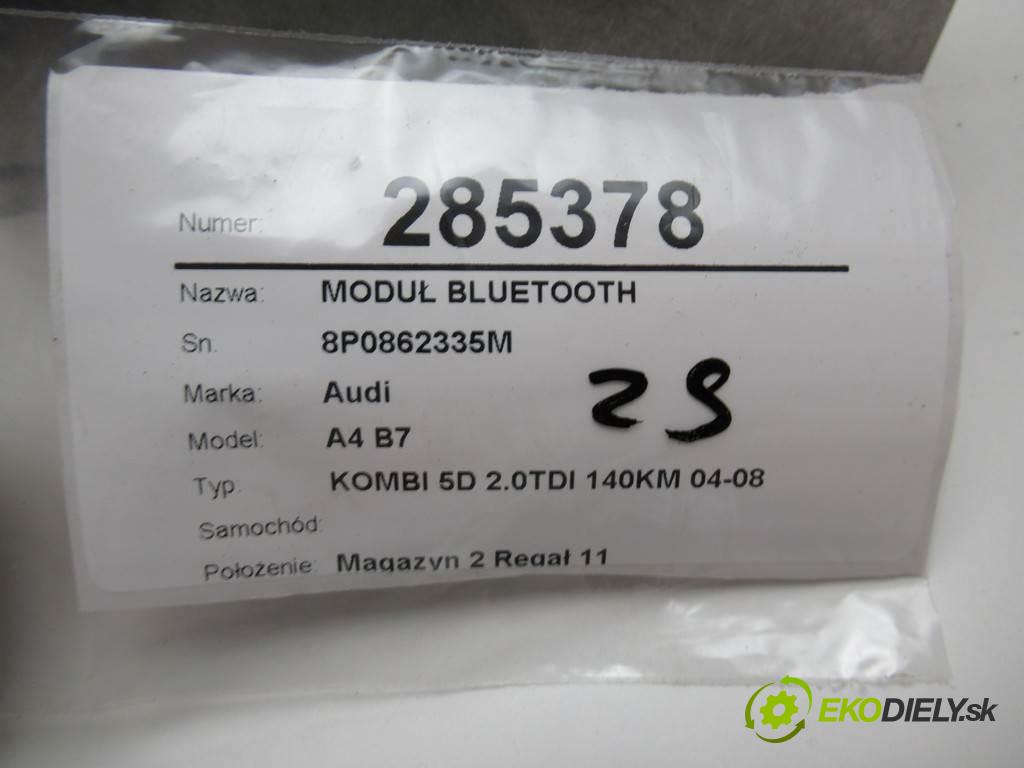 Numer: 285378
Nazwa: MODUŁ BLUETOOTH
Sn. 8P0862335M
Marka: Audi
Model: A4 B7
Typ: KOMBI 5D 2.0TDI 140KM 04-08
Samochód:
Położenie: Magazyn 2 Regał 11
29
EKODIELY.sk